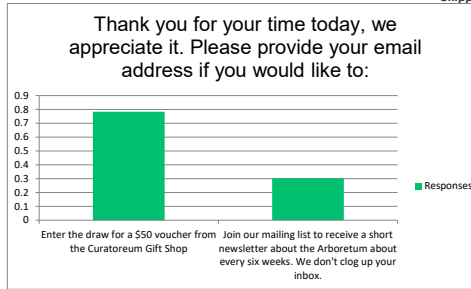 Thank you for your time today, we
appreciate it. Please provide your email
address if you would like to:
0.9
0.8
0.7
0.6
0.5
0.4
0.3
0.2
0.1
0
Enter the draw for a $50 voucher from
the Curatoreum Gift Shop
Join our mailing list to receive a short
newsletter about the Arboretum about
every six weeks. We don't clog up your
inbox.
Responses